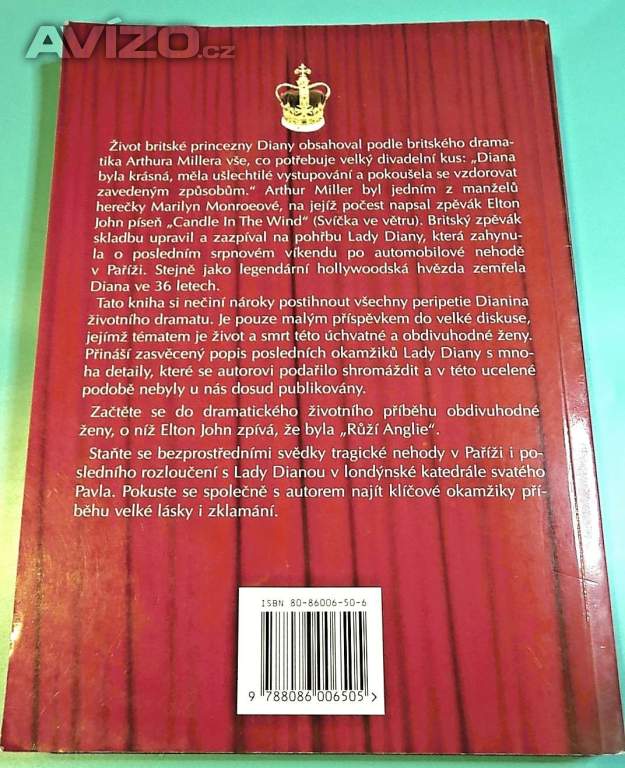 AVÍZO.cz
Život britské princezny Diany obsahoval podle britského drama-
tika Arthura Millera vše, co potřebuje velký divadelní kus: „Diana
byla krásná, měla ušlechtilé vystupování a pokoušela se vzdorovat
zavedeným způsobům.“ Arthur Miller byl jedním z manželů
herečky Marilyn Monroeové, na jejíž počest napsal zpěvák Elton
John píseň „Candle In The Wind“ (Svíčka ve větru). Britský zpěvák
skladbu upravil a zazpíval na pohřbu Lady Diany, která zahynu-
la o posledním srpnovém víkendu po automobilové nehodě
v Paříži. Stejně jako legendární hollywoodská hvězda zemřela
Diana ve 36 letech.
Tato kniha si nečiní nároky postihnout všechny peripetie Dianina
životního dramatu. Je pouze malým příspěvkem do velké diskuse,
jejímž tématem je život a smrt této úchvatné a obdivuhodné ženy.
Přináší zasvěcený popis posledních okamžiků Lady Diany s mno-
ha detaily, které se autorovi podařilo shromáždit a v této ucelené
podobě nebyly u nás dosud publikovány.
Začtěte se do dramatického životního příběhu obdivuhodné
ženy, o níž Elton John zpívá, že byla „Růží Anglie“.
Staňte se bezprostředními svědky tragické nehody v Paříži i po-
sledního rozloučení s Lady Dianou v londýnské katedrále svatého
Pavla. Pokuste se společně s autorem najít klíčové okamžiky pří-
běhu velké lásky i zklamání.
ISBN 80-86006-50-6
9 788086 006505 >